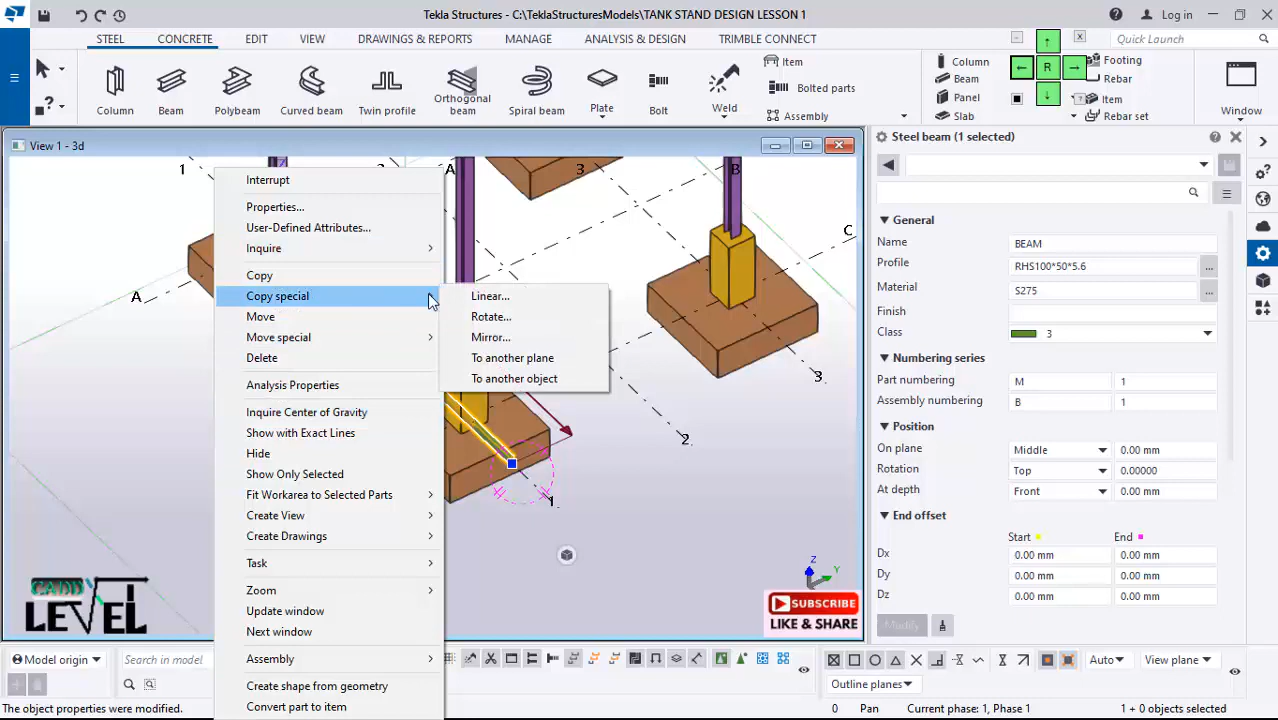 Tekla Structures - C:\TeklaStructuresModels\TANK STAND DESIGN LESSON 1
Log in
STEEL CONCRETE EDIT VIEW DRAWINGS & REPORTS MANAGE ANALYSIS & DESIGN TRIMBLE CONNECT
Quick Launch
Column Beam Polybeam Curved beam Twin profile Orthogonal beam Spiral beam Plate Bolt Weld
Item
Bolted parts
Assembly
Column
Beam
Panel
Slab
Footing
Rebar
Item
Rebar set
Window
R
View 1 - 3d
1
A
3
B
C
A
3
2
1
Interrupt
Properties...
User-Defined Attributes...
Inquire
Copy
Copy special
Move
Move special
Delete
Analysis Properties
Inquire Center of Gravity
Show with Exact Lines
Hide
Show Only Selected
Fit Workarea to Selected Parts
Create View
Create Drawings
Task
Zoom
Update window
Next window
Assembly
Create shape from geometry
Convert part to item
Linear...
Rotate...
Mirror...
To another plane
To another object
Z
Y
CADD
LEVEL
SUBSCRIBE
LIKE & SHARE
Steel beam (1 selected)
General
Name BEAM
Profile RHS100*50*5.6 ...
Material S275 ...
Finish
Class 3
Numbering series
Part numbering M 1
Assembly numbering B 1
Position
On plane Middle 0.00 mm
Rotation Top 0.00000
At depth Front 0.00 mm
End offset
Start End
Dx 0.00 mm 0.00 mm
Dy 0.00 mm 0.00 mm
Dz 0.00 mm 0.00 mm
Modify
Model origin
Search in model
Auto
View plane
Outline planes
The object properties were modified.
0 Pan Current phase: 1, Phase 1 1 + 0 objects selected